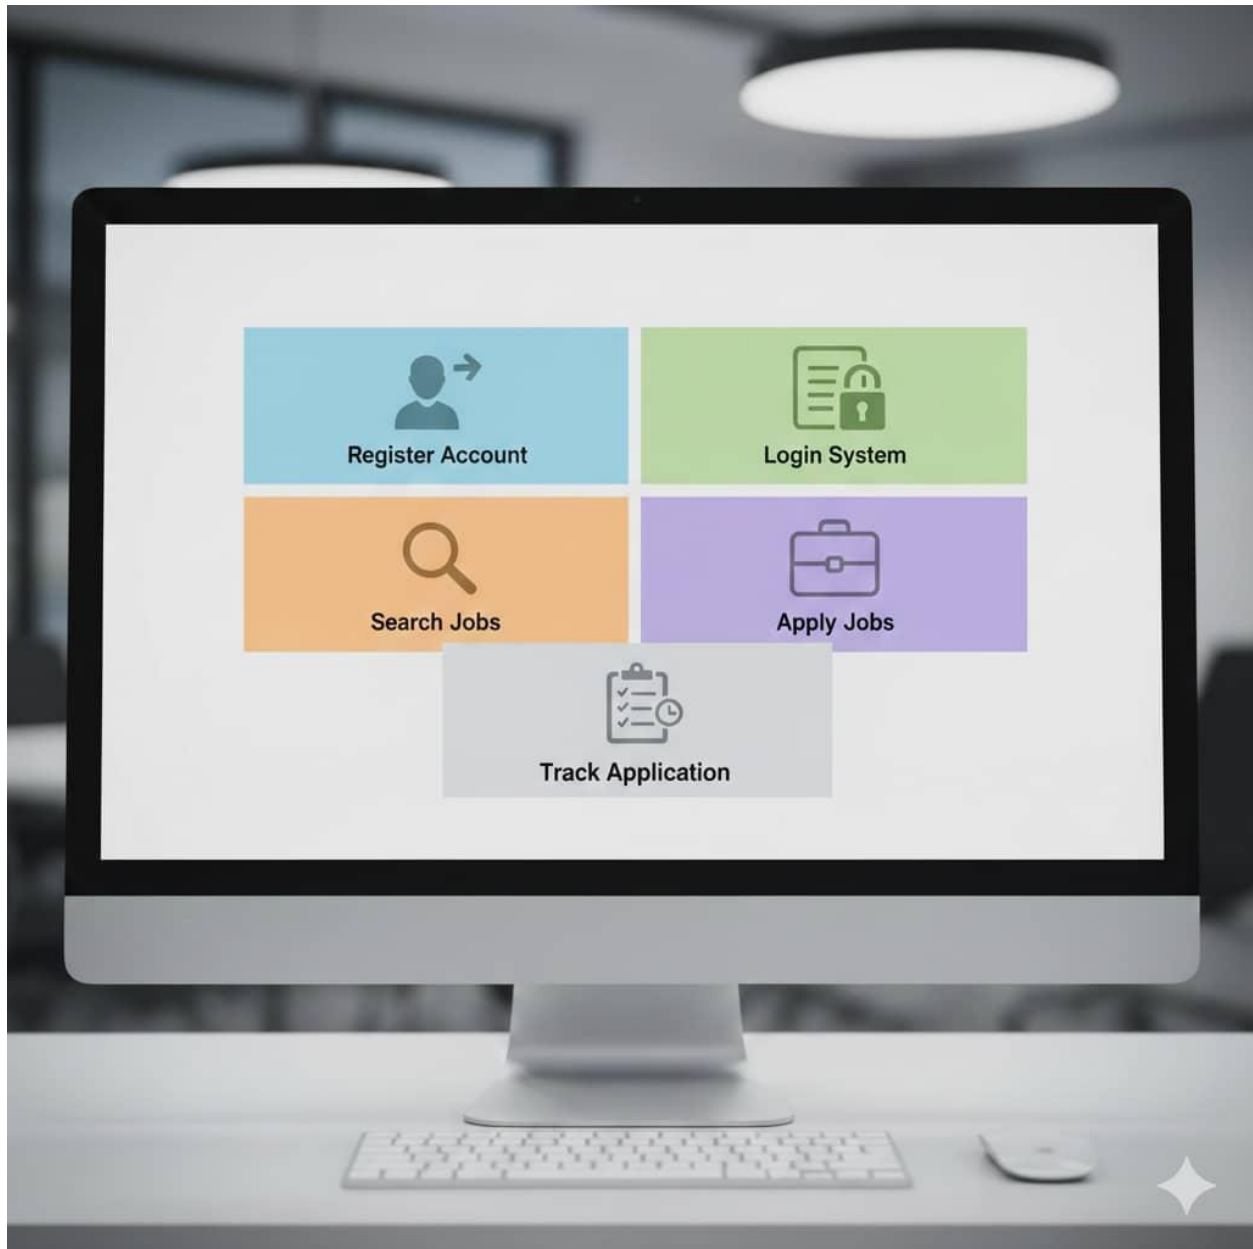 Register Account
Login System
Search Jobs
Apply Jobs
Track Application